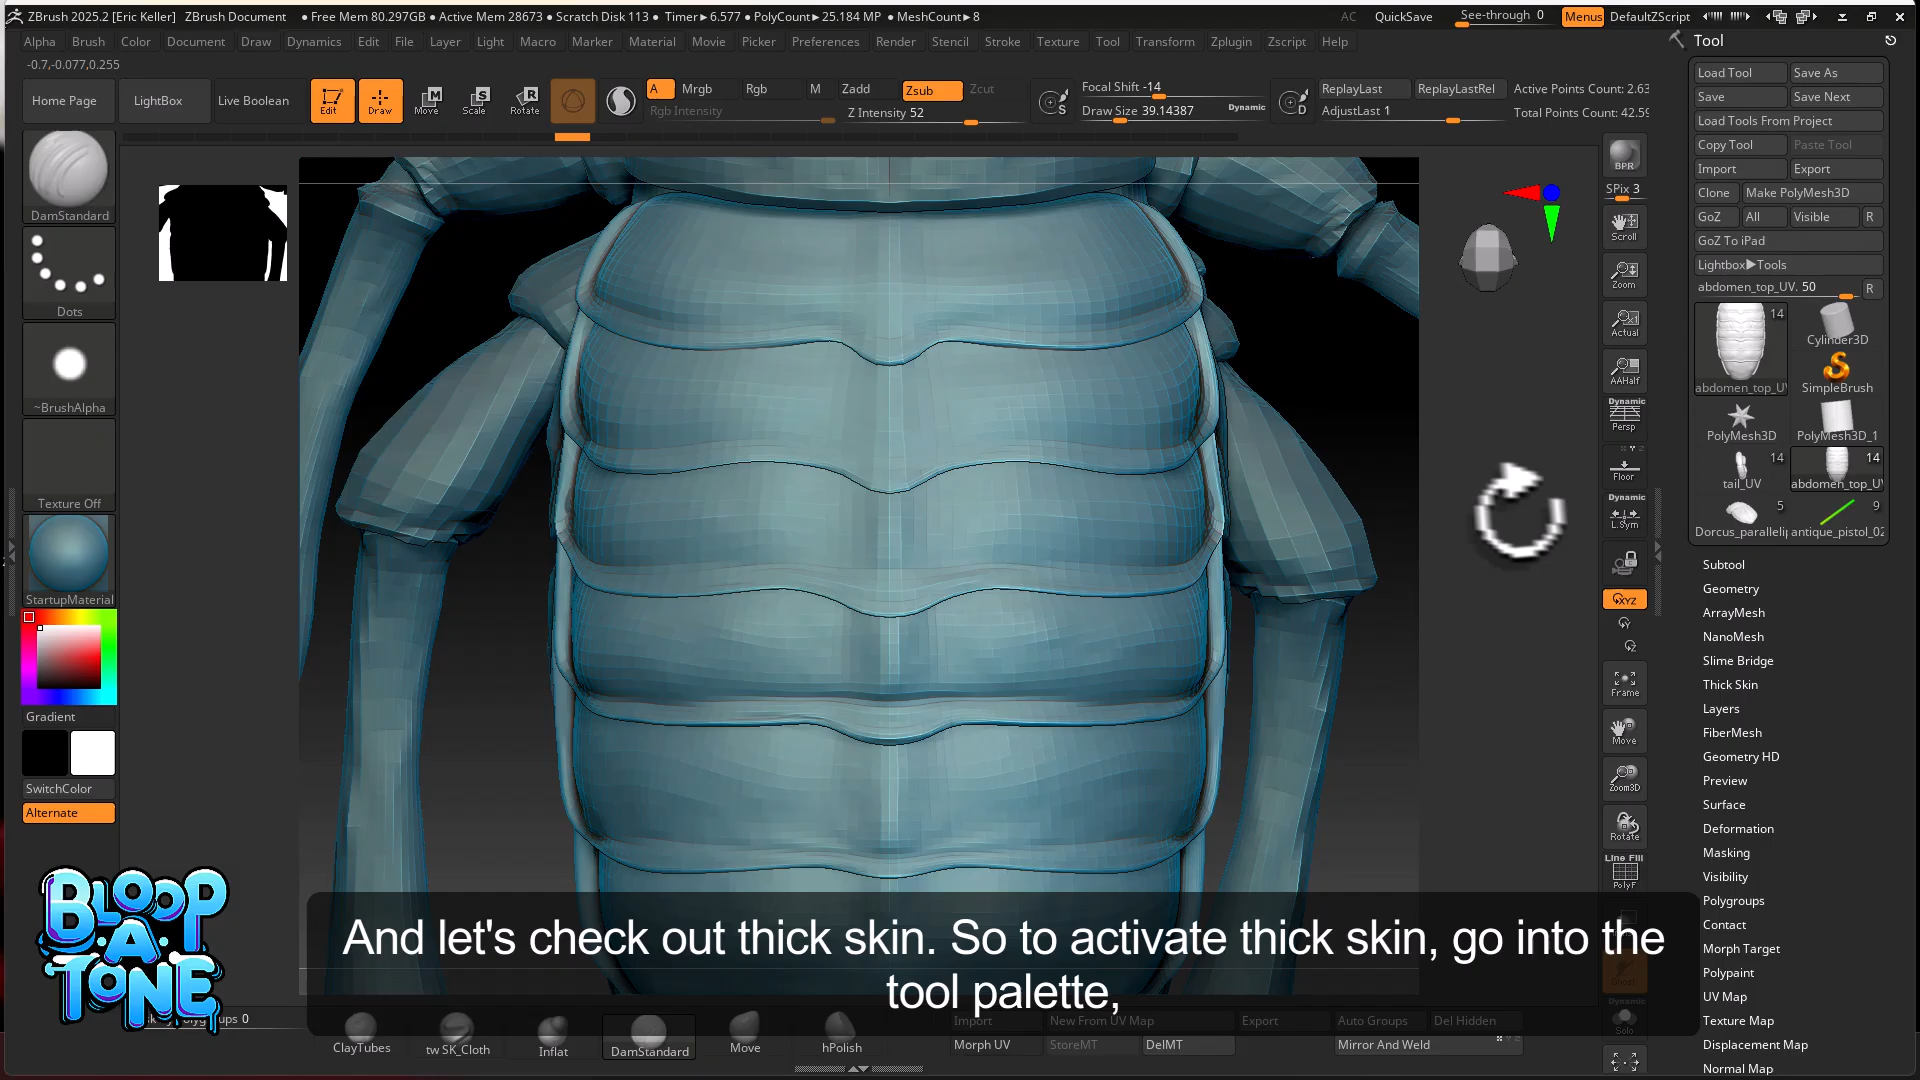 ZBrush 2025.2 [Eric Keller] ZBrush Document ● Free Mem 80.297GB ● Active Mem 28673 ● Scratch Disk 113 ● Timer▸6.577 ● PolyCount▸25.184 MP ● MeshCount▸8 AC QuickSave See-through 0 Menus DefaultZScript
Alpha Brush Color Document Draw Dynamics Edit File Layer Light Macro Marker Material Movie Picker Preferences Render Stencil Stroke Texture Tool Transform Zplugin Zscript Help
-0.7,-0.077,0.255
Home Page LightBox Live Boolean Edit Draw Move Scale Rotate
A Mrgb Rgb M Zadd Zsub Zcut
Rgb Intensity Z Intensity 52
Focal Shift -14
Draw Size 39.14387 Dynamic
ReplayLast ReplayLastRel Active Points Count: 2.63
AdjustLast 1 Total Points Count: 42.59
DamStandard
Dots
~BrushAlpha
Texture Off
StartupMaterial
Gradient
SwitchColor
Alternate
BLOOP
·A·
TONE
BPR
SPix 3
Scroll
Zoom
Actual
AAHalf
Dynamic
Persp
Floor
Dynamic
L.Sym
XYZ
Frame
Move
Zoom3D
Rotate
Line Fill
PolyF
Dynamic
Solo
Tool
Load Tool Save As
Save Save Next
Load Tools From Project
Copy Tool Paste Tool
Import Export
Clone Make PolyMesh3D
GoZ All Visible R
GoZ To iPad
Lightbox▸Tools
abdomen_top_UV. 50 R
14
abdomen_top_U
Cylinder3D
SimpleBrush
PolyMesh3D PolyMesh3D_1
14 14
tail_UV abdomen_top_U
5 9
Dorcus_paralleli antique_pistol_02
Subtool
Geometry
ArrayMesh
NanoMesh
Slime Bridge
Thick Skin
Layers
FiberMesh
Geometry HD
Preview
Surface
Deformation
Masking
Visibility
Polygroups
Contact
Morph Target
Polypaint
UV Map
Texture Map
Displacement Map
Normal Map
And let's check out thick skin. So to activate thick skin, go into the
tool palette,
ClayTubes tw SK_Cloth Inflat DamStandard Move hPolish
Import New From UV Map Export Auto Groups Del Hidden
Morph UV StoreMT DelMT Mirror And Weld